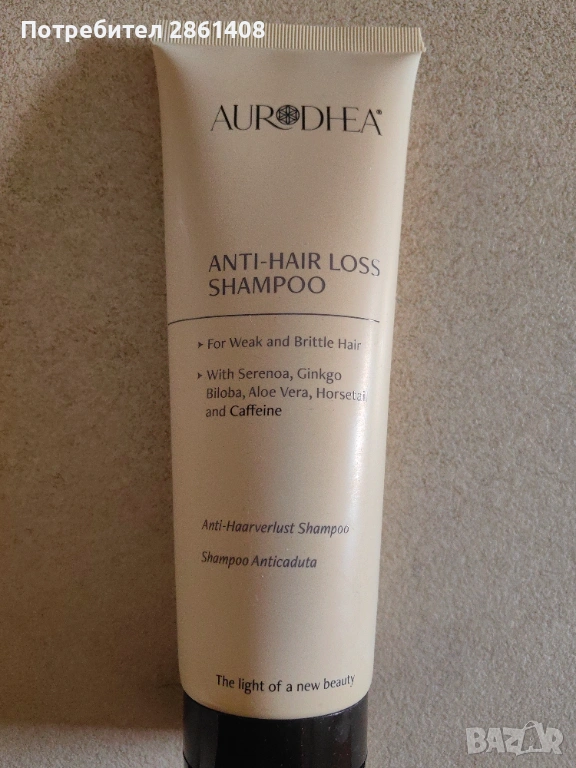 Потребител 2861408
AURODHEA®
ANTI-HAIR LOSS
SHAMPOO
For Weak and Brittle Hair
With Serenoa, Ginkgo
Biloba, Aloe Vera, Horsetail
and Caffeine
Anti-Haarverlust Shampoo
Shampoo Anticaduta
The light of a new beauty
BAZAR